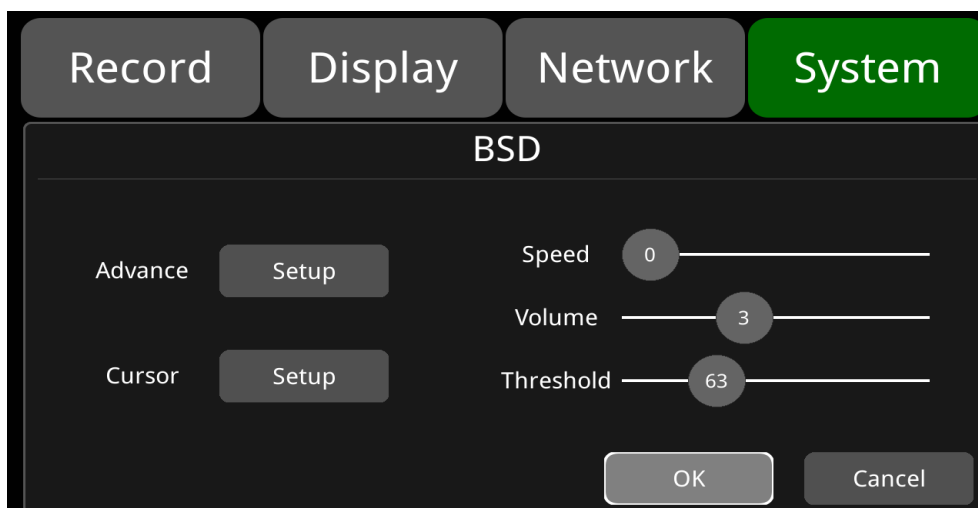 Record Display Network System
BSD
Advance Setup
Speed 0
Volume 3
Cursor Setup
Threshold 63
OK Cancel